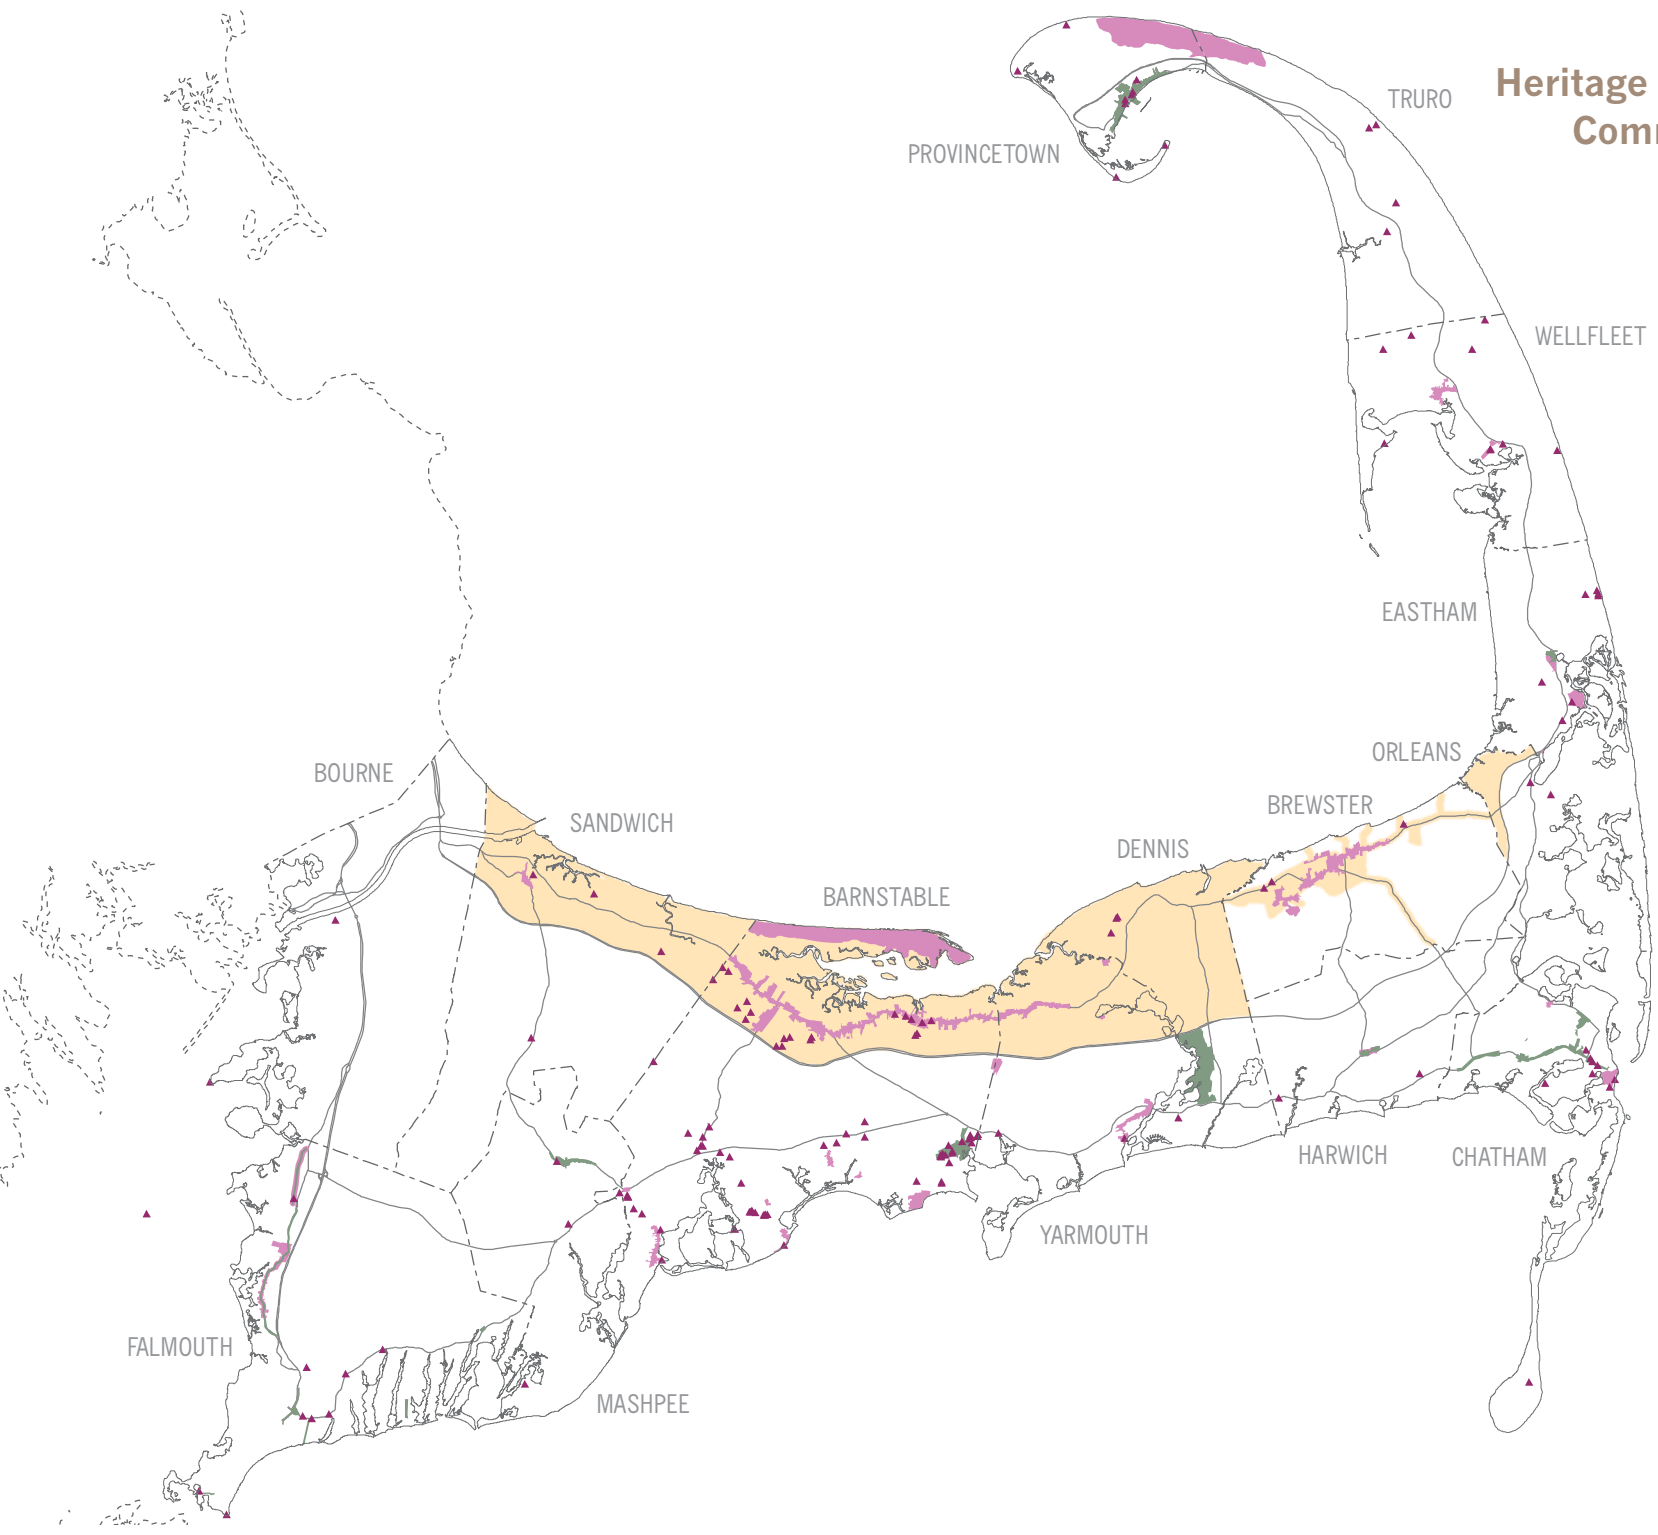 Heritage
TRURO
PROVINCETOWN
WELLFLEET
EASTHAM
ORLEANS
BOURNE
BREWSTER
SANDWICH
DENNIS
BARNSTABLE
HARWICH
CHATHAM
YARMOUTH
FALMOUTH
MASHPEE